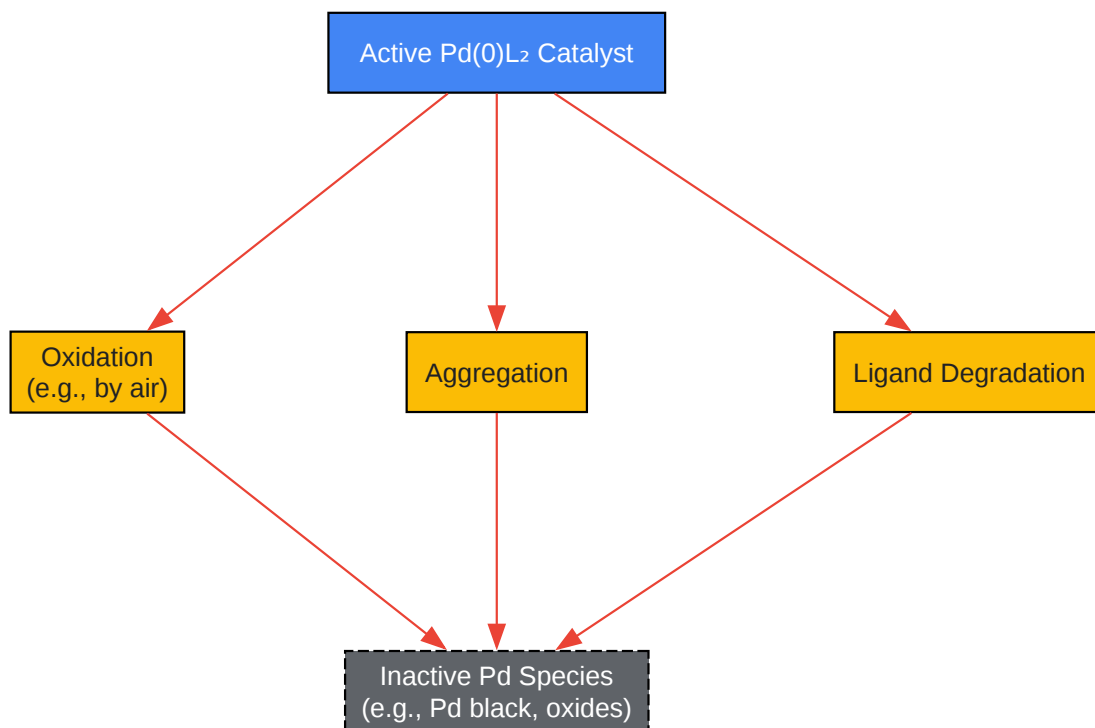 Active Pd(0)L₂ Catalyst
Oxidation
(e.g., by air)
Aggregation
Ligand Degradation
Inactive Pd Species
(e.g., Pd black, oxides)